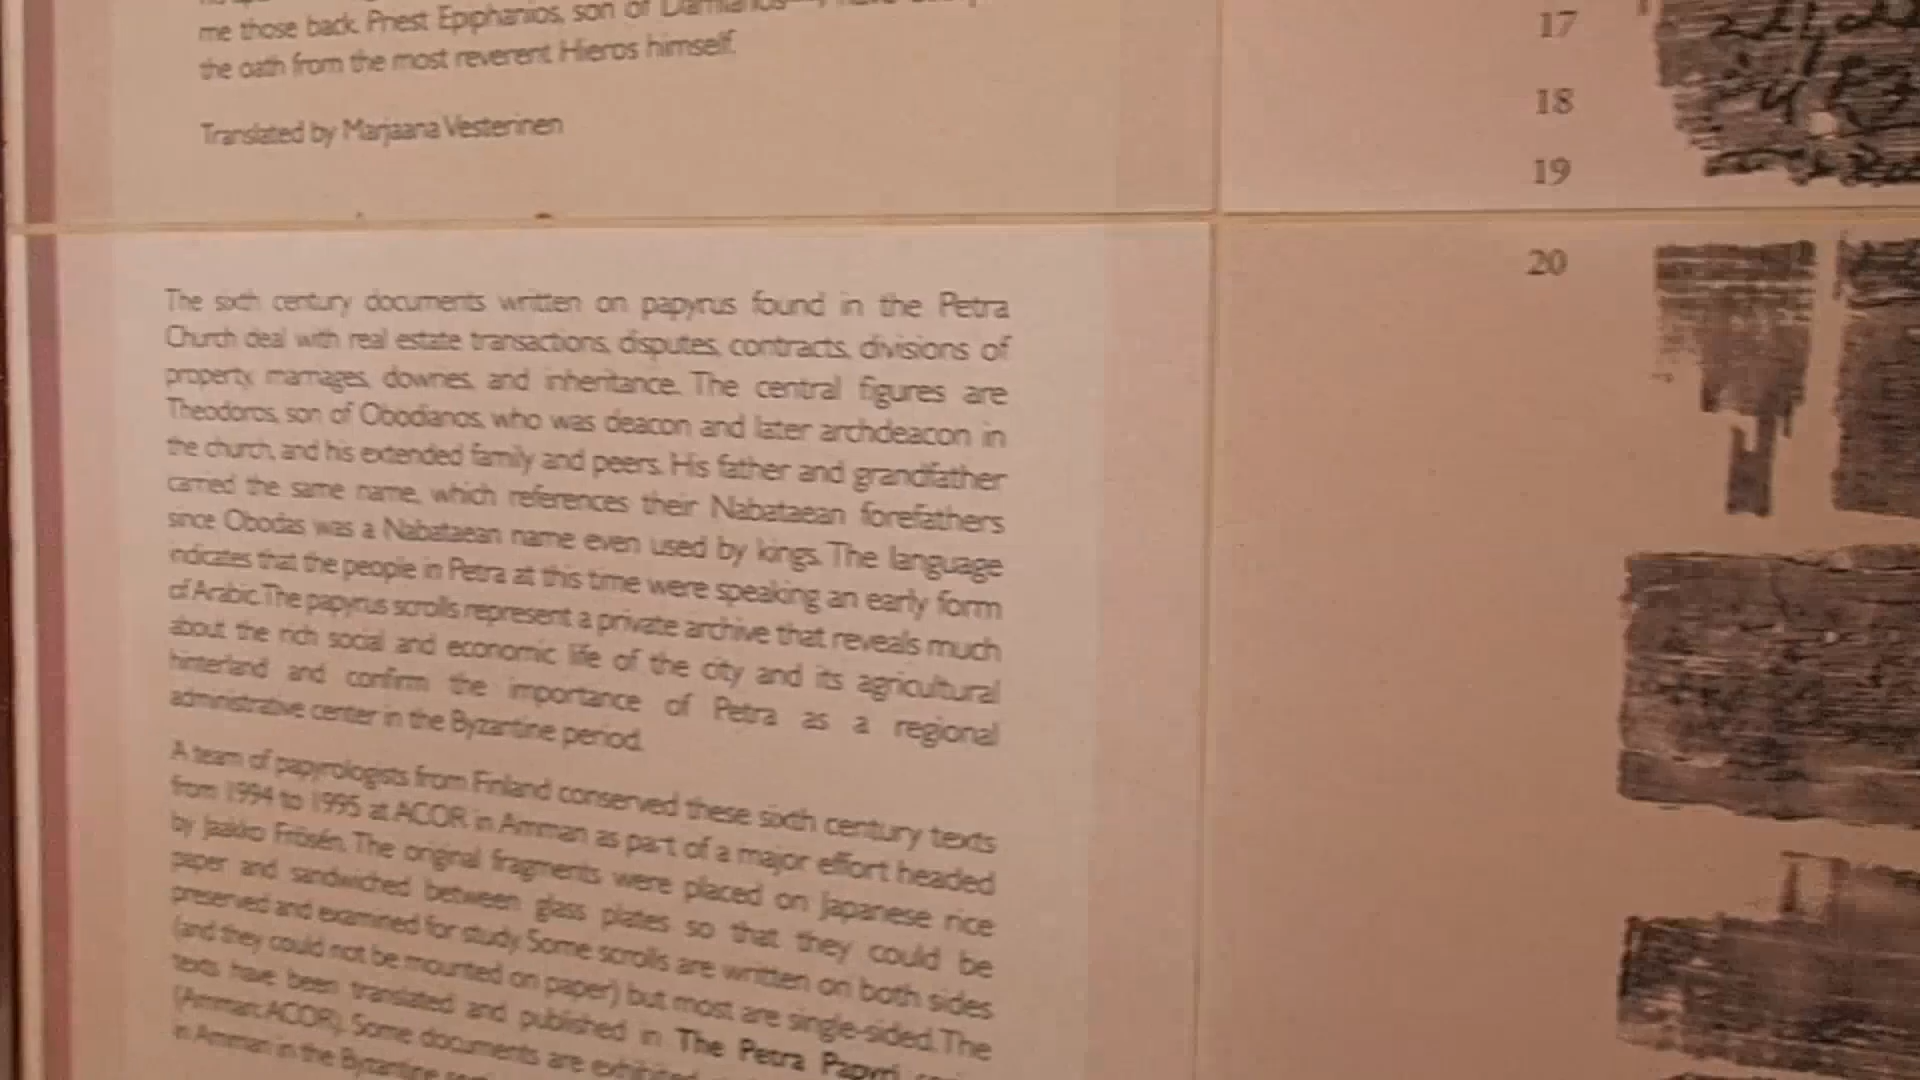 me those back. Priest Epiphanios, son of Damianos
the oath from the most reverent Hieros himself.
Translated by Marjaana Vesterinen
The sixth century documents written on papyrus found in the Petra
Church deal with real estate transactions, disputes, contracts, divisions of
property, marriages, dowries, and inheritance. The central figures are
Theodoros, son of Obodianos, who was deacon and later archdeacon in
the church, and his extended family and peers. His father and grandfather
carried the same name, which references their Nabataean forefathers
since Obodas was a Nabataean name even used by kings. The language
indicates that the people in Petra at this time were speaking an early form
of Arabic. The papyrus scrolls represent a private archive that reveals much
about the rich social and economic life of the city and its agricultural
hinterland and confirm the importance of Petra as a regional
administrative center in the Byzantine period.
A team of papyrologists from Finland conserved these sixth century texts
from 1994 to 1995 at ACOR in Amman as part of a major effort headed
by Jaakko Frösén. The original fragments were placed on Japanese rice
paper and sandwiched between glass plates so that they could be
preserved and examined for study. Some scrolls are written on both sides
(and they could not be mounted on paper) but most are single-sided. The
texts have been translated and published in The Petra Papyri
(Amman: ACOR). Some documents are exhibited
in Amman in the Byzantine
17
18
19
20